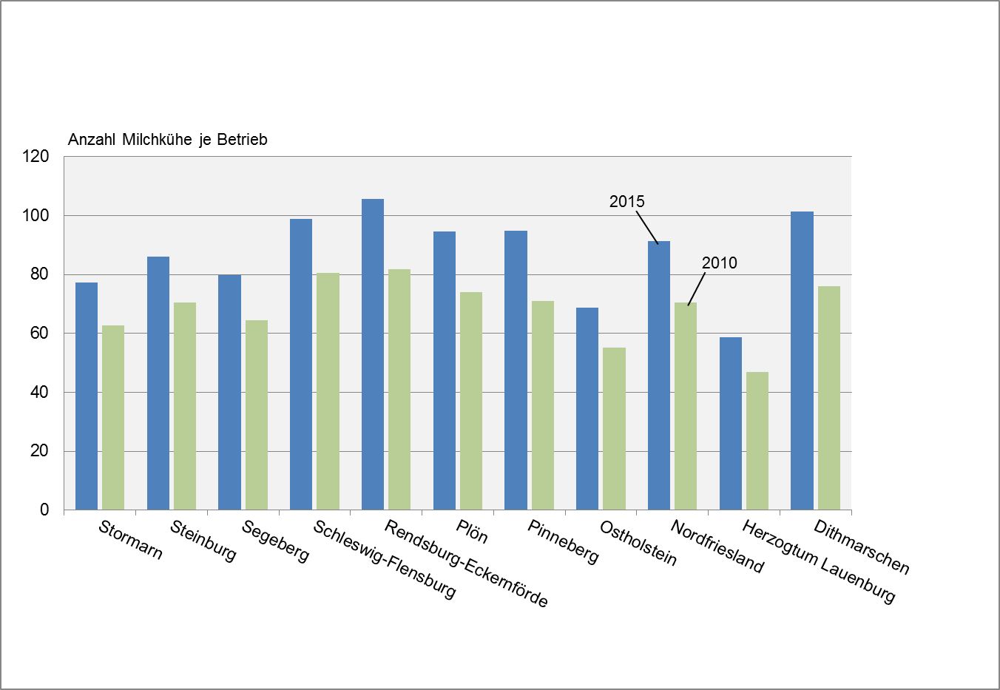 Anzahl Milchkühe je Betrieb
120
100
80
60
40
20
0
2015
2010
Stormarn
Steinburg
Segeberg
Schleswig-Flensburg
Rendsburg-Eckernförde
Plön
Pinneberg
Ostholstein
Nordfriesland
Herzogtum Lauenburg
Dithmarschen